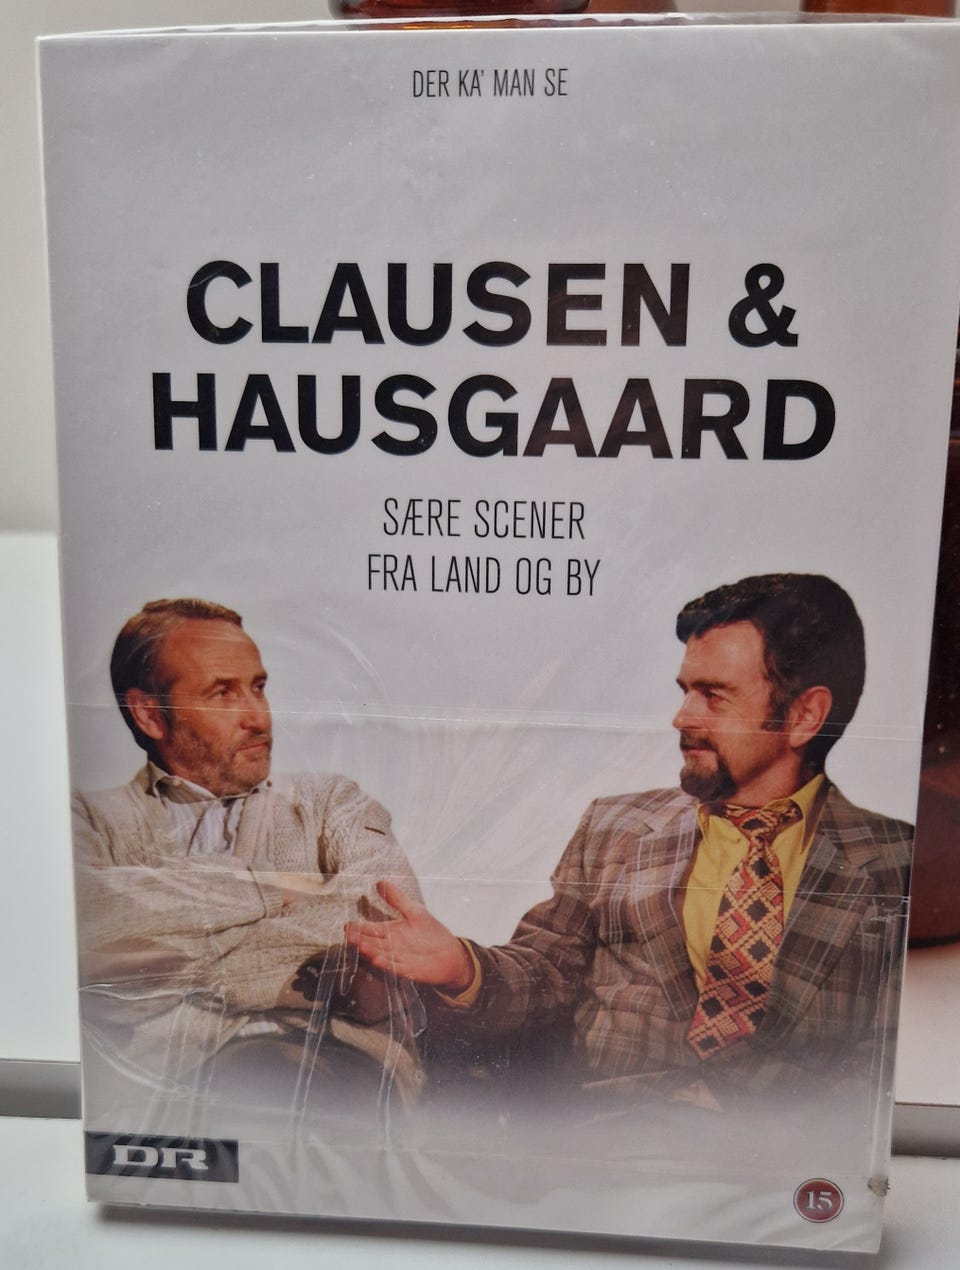 DER KA' MAN SE
CLAUSEN &
HAUSGAARD
SÆRE SCENER
FRA LAND OG BY
DR
15